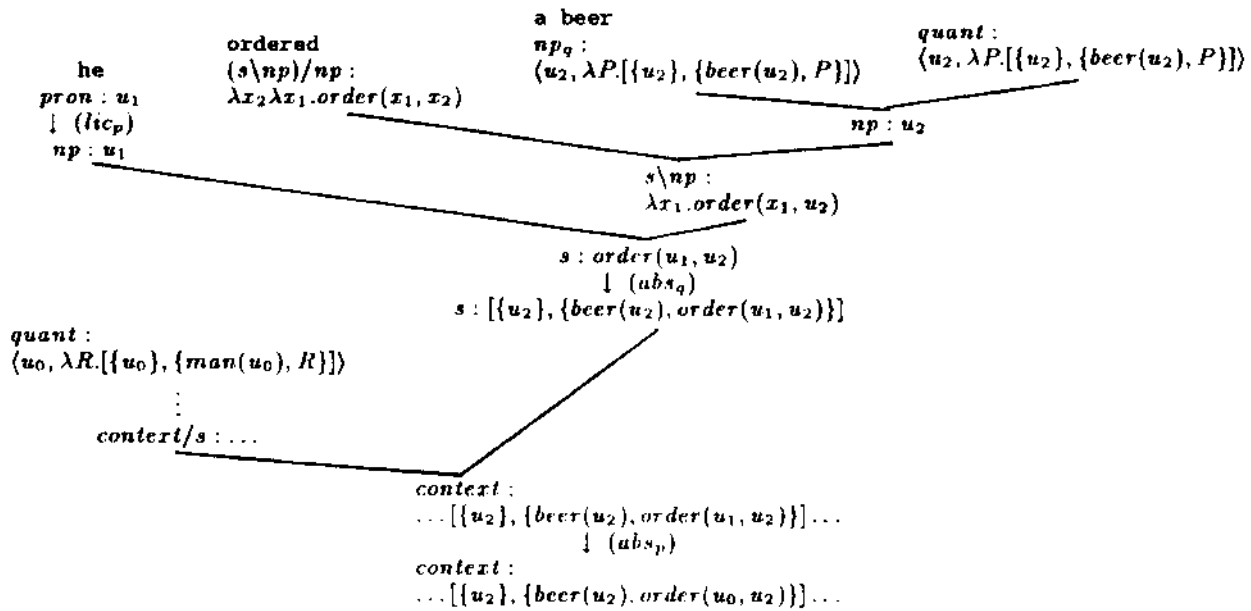 he
pron : u₁
↓ (lic_p)
np : u₁
ordered
(s\np)/np :
λx₂λx₁.order(x₁, x₂)
a beer
np_q :
⟨u₂, λP.[{u₂}, {beer(u₂), P}]⟩
quant :
⟨u₂, λP.[{u₂}, {beer(u₂), P}]⟩
np : u₂
s\np :
λx₁.order(x₁, u₂)
s : order(u₁, u₂)
↓ (abs_q)
s : [{u₂}, {beer(u₂), order(u₁, u₂)}]
quant :
⟨u₀, λR.[{u₀}, {man(u₀), R}]⟩
⋮
context/s : ...
context :
...[{u₂}, {beer(u₂), order(u₁, u₂)}]...
↓ (abs_p)
context :
...[{u₂}, {beer(u₂), order(u₀, u₂)}]...